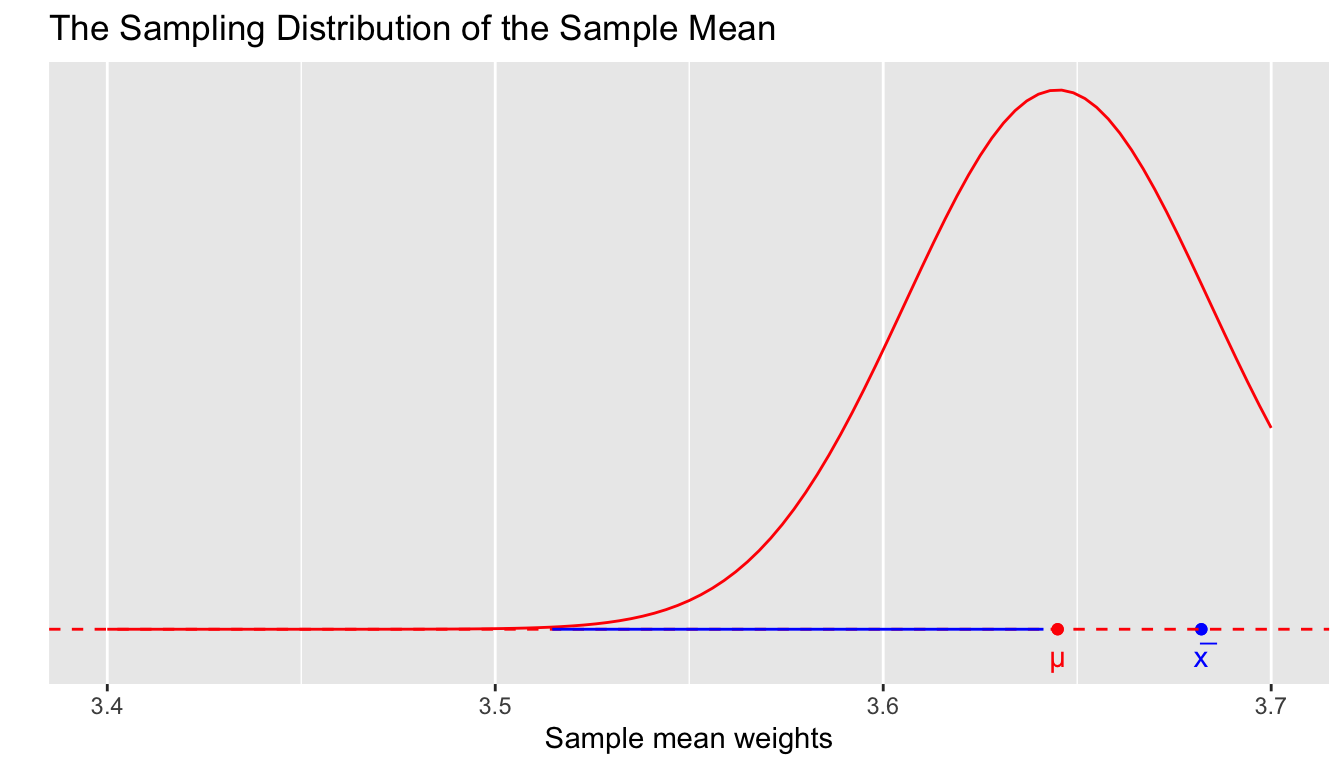 The Sampling Distribution of the Sample Mean
μ
x̅
3.4 3.5 3.6 3.7
Sample mean weights